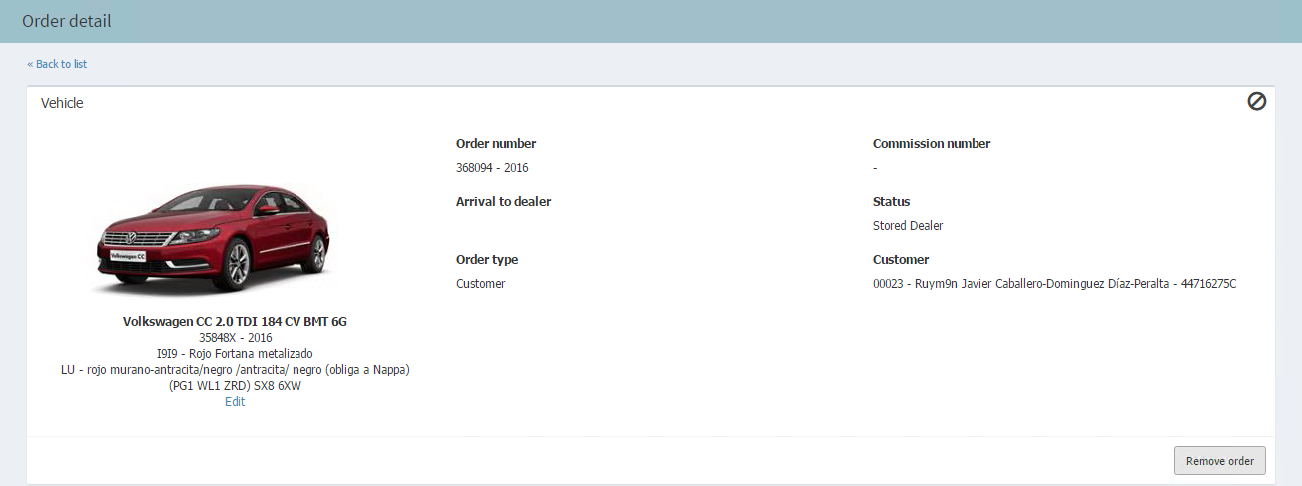 Order detail
« Back to list
Vehicle
Order number
368094 - 2016
Commission number
-
Arrival to dealer
Status
Stored Dealer
Order type
Customer
Customer
00023 - Ruym9n Javier Caballero-Dominguez Díaz-Peralta - 44716275C
Volkswagen CC
Volkswagen CC 2.0 TDI 184 CV BMT 6G
35848X - 2016
I9I9 - Rojo Fortana metalizado
LU - rojo murano-antracita/negro /antracita/ negro (obliga a Nappa)
(PG1 WL1 ZRD) SX8 6XW
Edit
Remove order